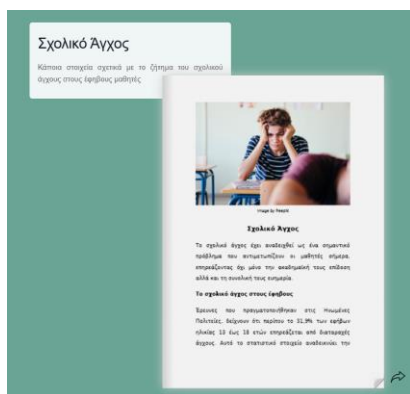 Σχολικό Άγχος
Κάποια στοιχεία σχετικά με το ζήτημα του σχολικού
άγχους στους έφηβους μαθητές
Image by freepik
Σχολικό Άγχος
Το σχολικό άγχος έχει αναδειχθεί ως ένα σημαντικό
πρόβλημα που αντιμετωπίζουν οι μαθητές σήμερα,
επηρεάζοντας όχι μόνο την ακαδημαϊκή τους επίδοση
αλλά και τη συνολική τους ευημερία.
Το σχολικό άγχος στους έφηβους
Έρευνες που πραγματοποιήθηκαν στις Ηνωμένες
Πολιτείες, δείχνουν ότι περίπου το 31,9% των εφήβων
ηλικίας 13 έως 18 ετών επηρεάζεται από διαταραχές
άγχους. Αυτό το στατιστικό στοιχείο αναδεικνύει την